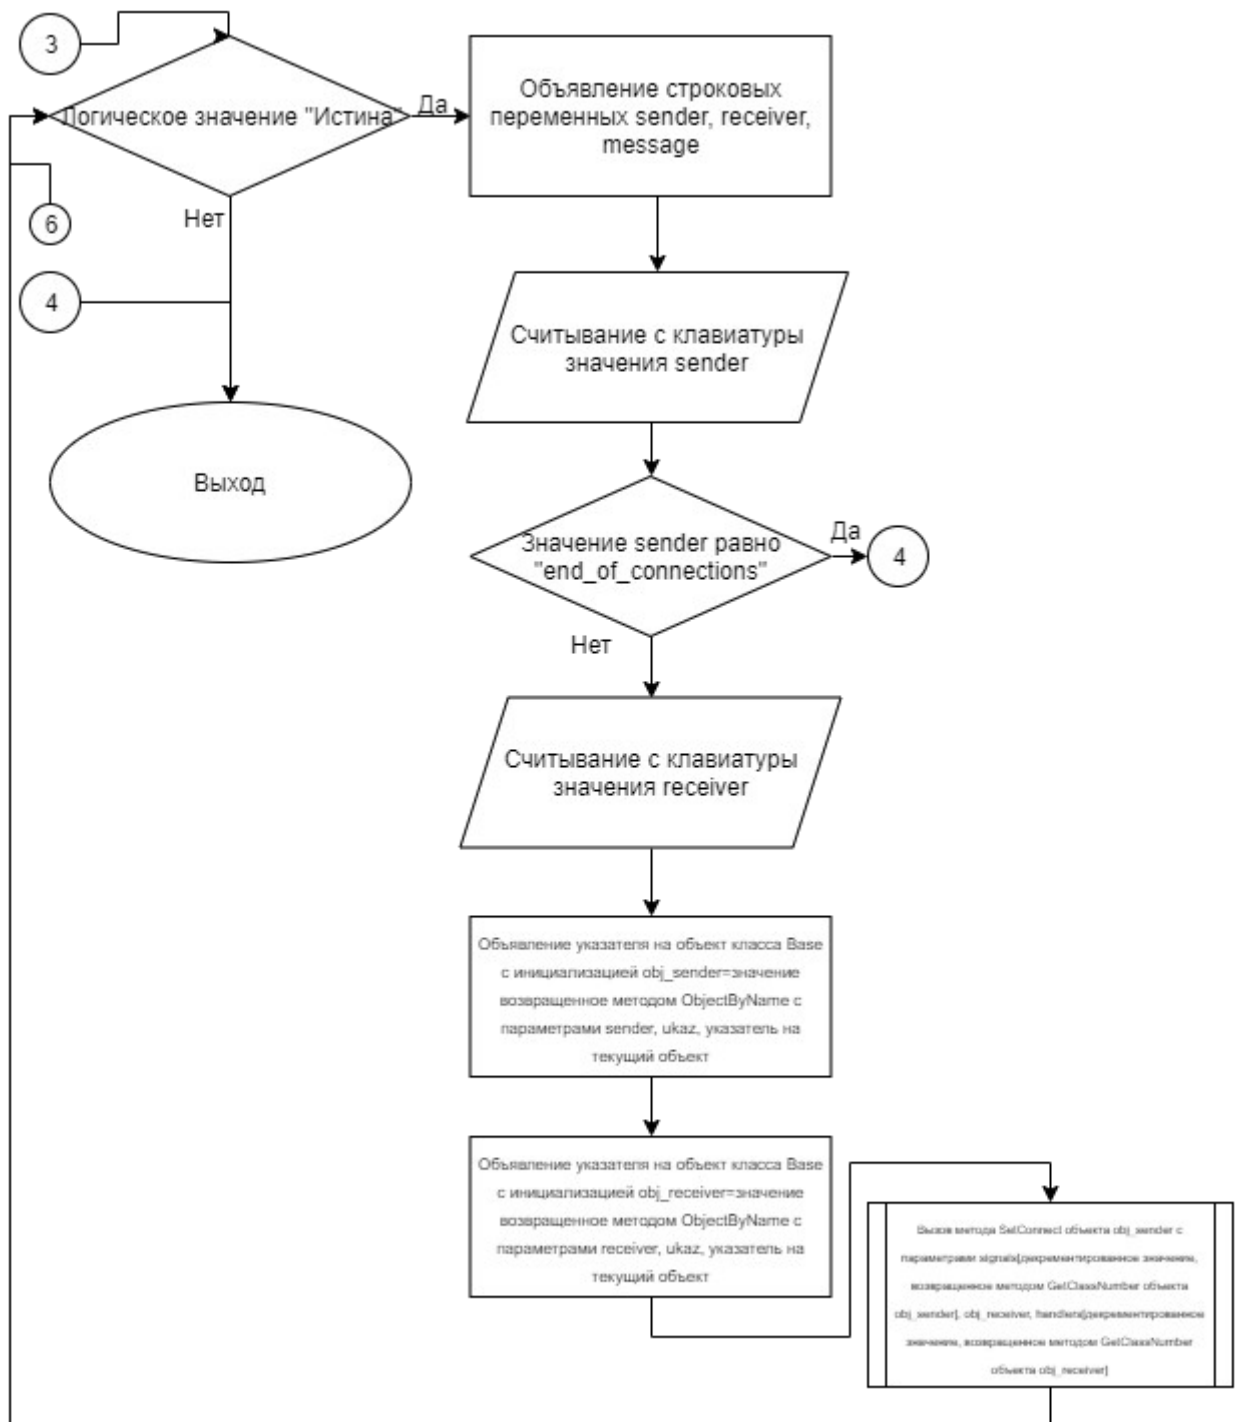 3
Логическое значение "Истина"
Да
Объявление строковых
переменных sender, receiver,
message
6
Нет
4
Считывание с клавиатуры
значения sender
Выход
Значение sender равно
"end_of_connections"
Да
4
Нет
Считывание с клавиатуры
значения receiver
Объявление указателя на объект класса Base
с инициализацией obj_sender=значение
возвращенное методом ObjectByName с
параметрами sender, ukaz, указатель на
текущий объект
Объявление указателя на объект класса Base
с инициализацией obj_receiver=значение
возвращенное методом ObjectByName с
параметрами receiver, ukaz, указатель на
текущий объект
Вызов метода SetConnect объекта obj_sender с
параметрами signals[декрементированное значение,
возвращенное методом GetClassNumber объекта
obj_sender], obj_receiver, handlers[декрементированное
значение, возвращенное методом GetClassNumber
объекта obj_receiver]